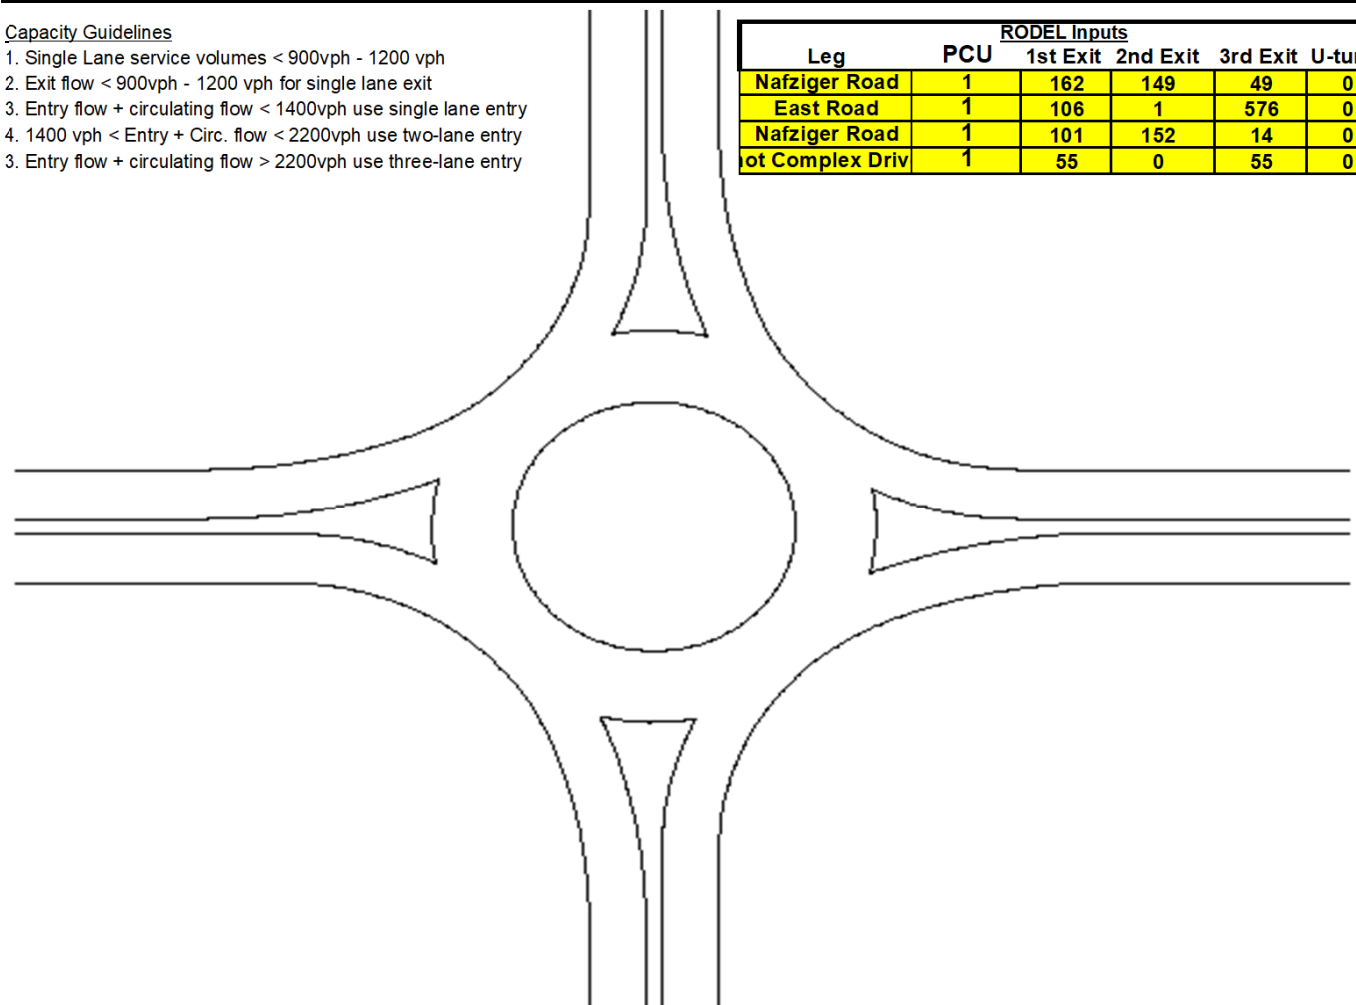 Capacity Guidelines
1. Single Lane service volumes < 900vph - 1200 vph
2. Exit flow < 900vph - 1200 vph for single lane exit
3. Entry flow + circulating flow < 1400vph use single lane entry
4. 1400 vph < Entry + Circ. flow < 2200vph use two-lane entry
3. Entry flow + circulating flow > 2200vph use three-lane entry
RODEL Inputs
Leg PCU 1st Exit 2nd Exit 3rd Exit U-tu
Nafziger Road 1 162 149 49 0
East Road 1 106 1 576 0
Nafziger Road 1 101 152 14 0
ot Complex Driv 1 55 0 55 0